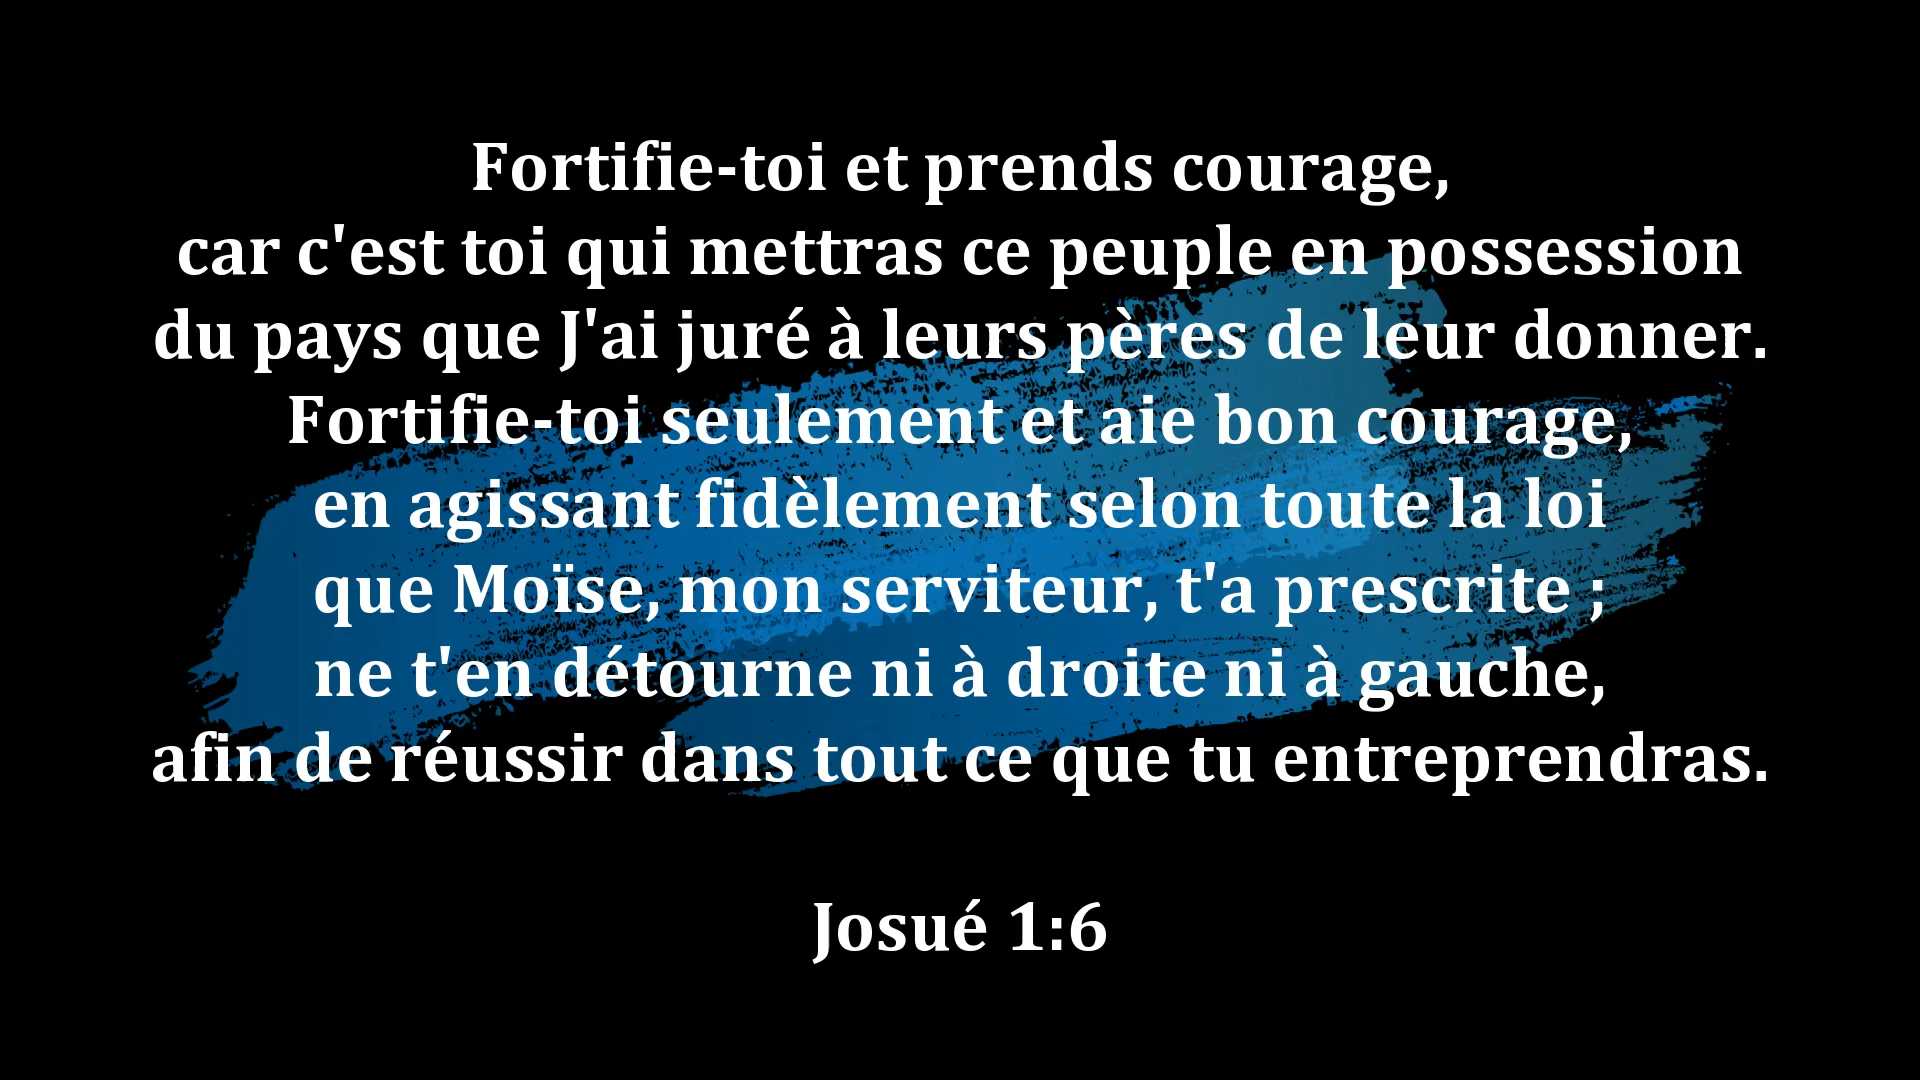 Fortifie-toi et prends courage,
car c'est toi qui mettras ce peuple en possession
du pays que J'ai juré à leurs pères de leur donner.
Fortifie-toi seulement et aie bon courage,
en agissant fidèlement selon toute la loi
que Moïse, mon serviteur, t'a prescrite ;
ne t'en détourne ni à droite ni à gauche,
afin de réussir dans tout ce que tu entreprendras.
Josué 1:6